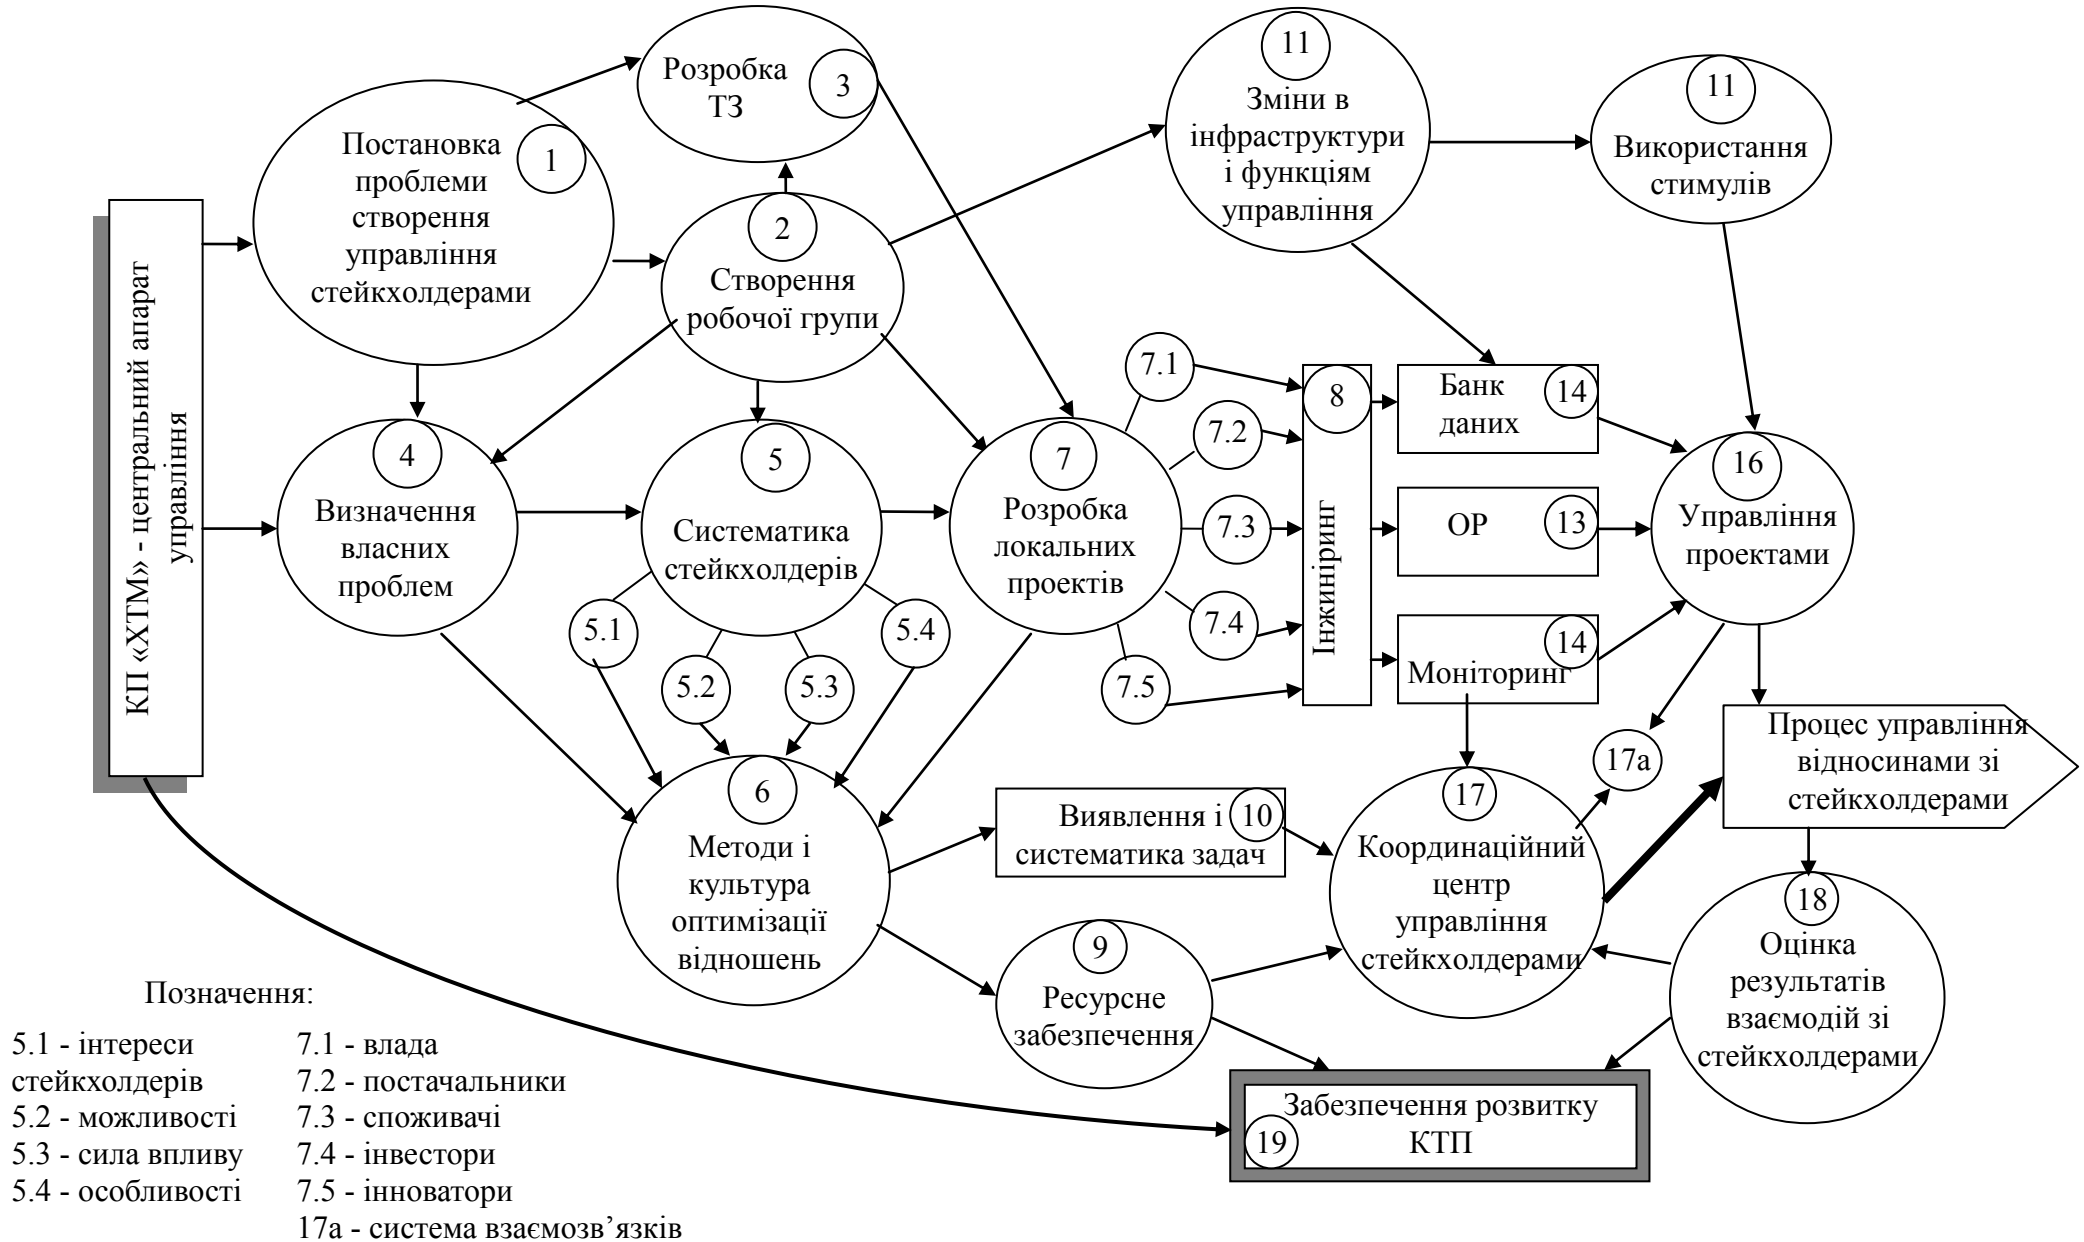 КП «ХТМ» - центральний апарат
управління
Постановка
проблеми
створення
управління
стейкхолдерами
1
Розробка
ТЗ
3
2
Створення
робочої групи
11
Зміни в
інфраструктури
і функціям
управління
11
Використання
стимулів
4
Визначення
власних
проблем
5
Систематика
стейкхолдерів
5.1
5.2
5.3
5.4
7
Розробка
локальних
проектів
7.1
7.2
7.3
7.4
7.5
8
Інжиніринг
Банк
даних
14
ОР
13
Моніторинг
14
16
Управління
проектами
6
Методи і
культура
оптимізації
відношень
Виявлення і
систематика задач
10
9
Ресурсне
забезпечення
17
Координаційний
центр
управління
стейкхолдерами
17а
Процес управління
відносинами зі
стейкхолдерами
18
Оцінка
результатів
взаємодій зі
стейкхолдерами
Забезпечення розвитку
КТП
19
Позначення:
5.1 - інтереси
стейкхолдерів
5.2 - можливості
5.3 - сила впливу
5.4 - особливості
7.1 - влада
7.2 - постачальники
7.3 - споживачі
7.4 - інвестори
7.5 - інноватори
17а - система взаємозв’язків